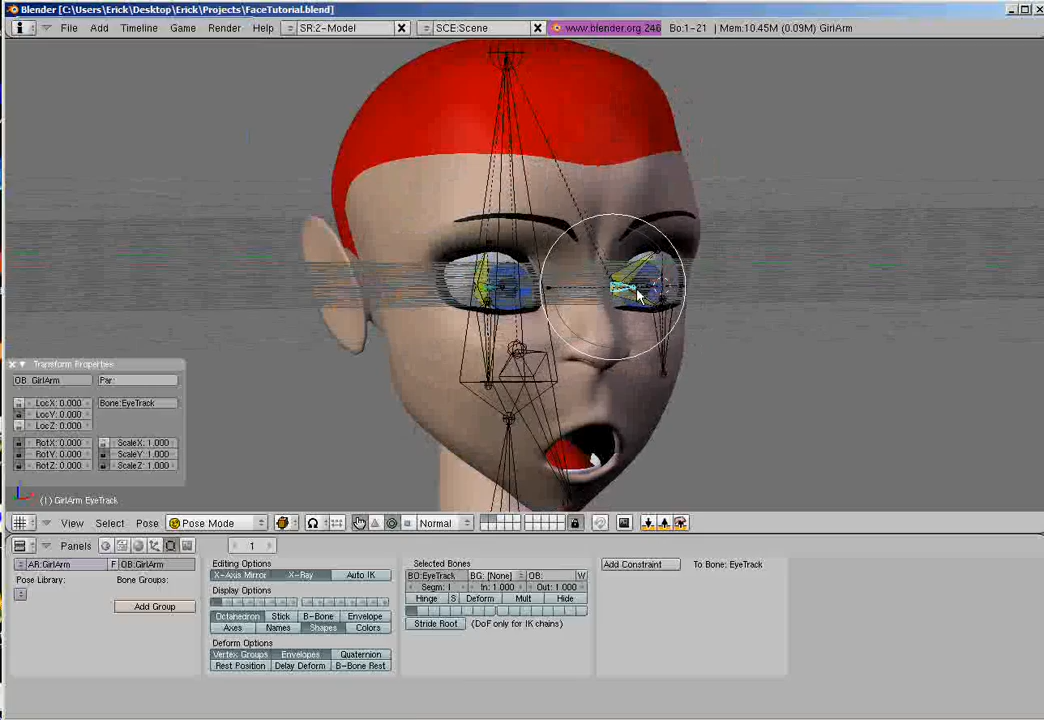 Blender [C:\Users\Erick\Desktop\Erick\Projects\FaceTutorial.blend]
File Add Timeline Game Render Help SR:2-Model SCE:Scene www.blender.org 246 Bo:1-21 | Mem:10.45M (0.09M) GirlArm
Transform Properties
OB: GirlArm Par:
LocX: 0.000 Bone:EyeTrack
LocY: 0.000
LocZ: 0.000
RotX: 0.000 ScaleX: 1.000
RotY: 0.000 ScaleY: 1.000
RotZ: 0.000 ScaleZ: 1.000
(1) GirlArm EyeTrack
View Select Pose Pose Mode Normal
Panels 1
AR:GirlArm F OB:GirlArm Editing Options Selected Bones Add Constraint To Bone: EyeTrack
Pose Library: Bone Groups: X-Axis Mirror X-Ray Auto IK BO:EyeTrack BG: [None] OB: W
Display Options Segm: 1 In: 1.000 Out: 1.000
Add Group Hinge S Deform Mult Hide
Octahedron Stick B-Bone Envelope
Axes Names Shapes Colors Stride Root (DoF only for IK chains)
Deform Options
Vertex Groups Envelopes Quaternion
Rest Position Delay Deform B-Bone Rest